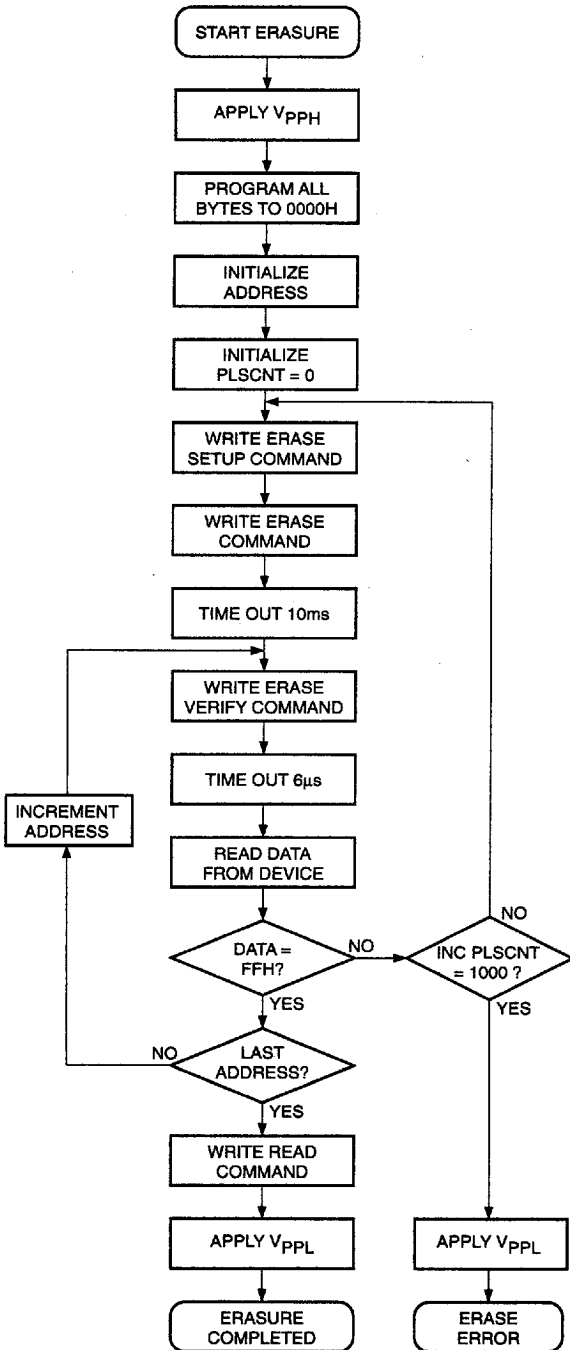 START ERASURE
APPLY VPPH
PROGRAM ALL
BYTES TO 0000H
INITIALIZE
ADDRESS
INITIALIZE
PLSCNT = 0
WRITE ERASE
SETUP COMMAND
WRITE ERASE
COMMAND
TIME OUT 10ms
WRITE ERASE
VERIFY COMMAND
TIME OUT 6µs
INCREMENT
ADDRESS
READ DATA
FROM DEVICE
DATA =
FFH?
NO
INC PLSCNT
= 1000 ?
NO
YES
YES
LAST
ADDRESS?
NO
YES
WRITE READ
COMMAND
APPLY VPPL
APPLY VPPL
ERASURE
COMPLETED
ERASE
ERROR